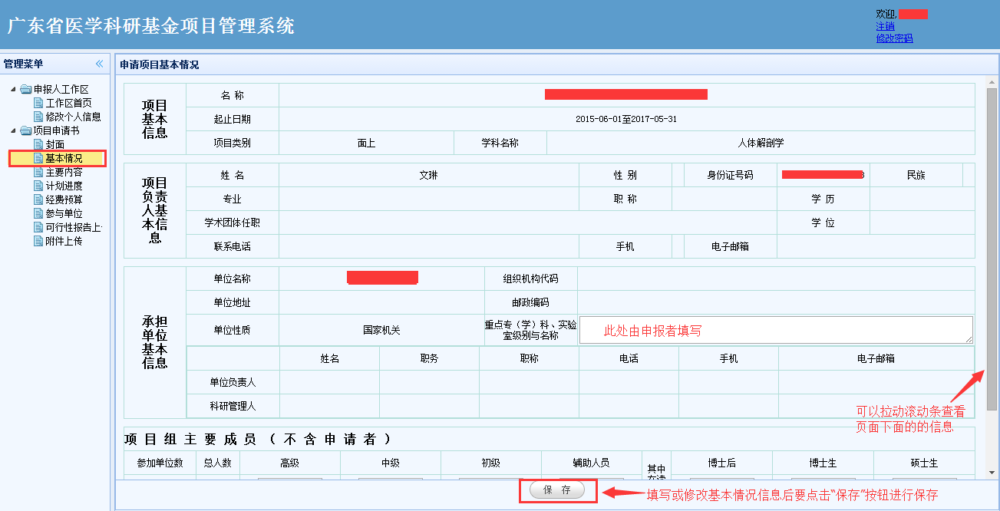 广东省医学科研基金项目管理系统
欢迎,
注销
修改密码
管理菜单
申报人工作区
工作区首页
修改个人信息
项目申请书
封面
基本情况
主要内容
计划进度
经费预算
参与单位
可行性报告上
附件上传
申请项目基本情况
项目
基本
信息
名 称
起止日期 2015-06-01至2017-05-31
项目类别 面上 学科名称 人体解剖学
项目
负责
人基
本信
息
姓 名 文琳 性 别 身份证号码 民族
专业 职 称 学 历
学术团体任职 学 位
联系电话 手机 电子邮箱
承担
单位
基本
信息
单位名称 组织机构代码
单位地址 邮政编码
单位性质 国家机关 重点专（学）科、实验
室级别与名称 此处由申报者填写
姓名 职务 职称 电话 手机 电子邮箱
单位负责人
科研管理人
可以拉动滚动条查看
页面下面的的信息
项目组主要成员（不含申请者）
参加单位数 总人数 高级 中级 初级 辅助人员 其中 博士后 博士生 硕士生
保 存
填写或修改基本情况信息后要点击“保存”按钮进行保存